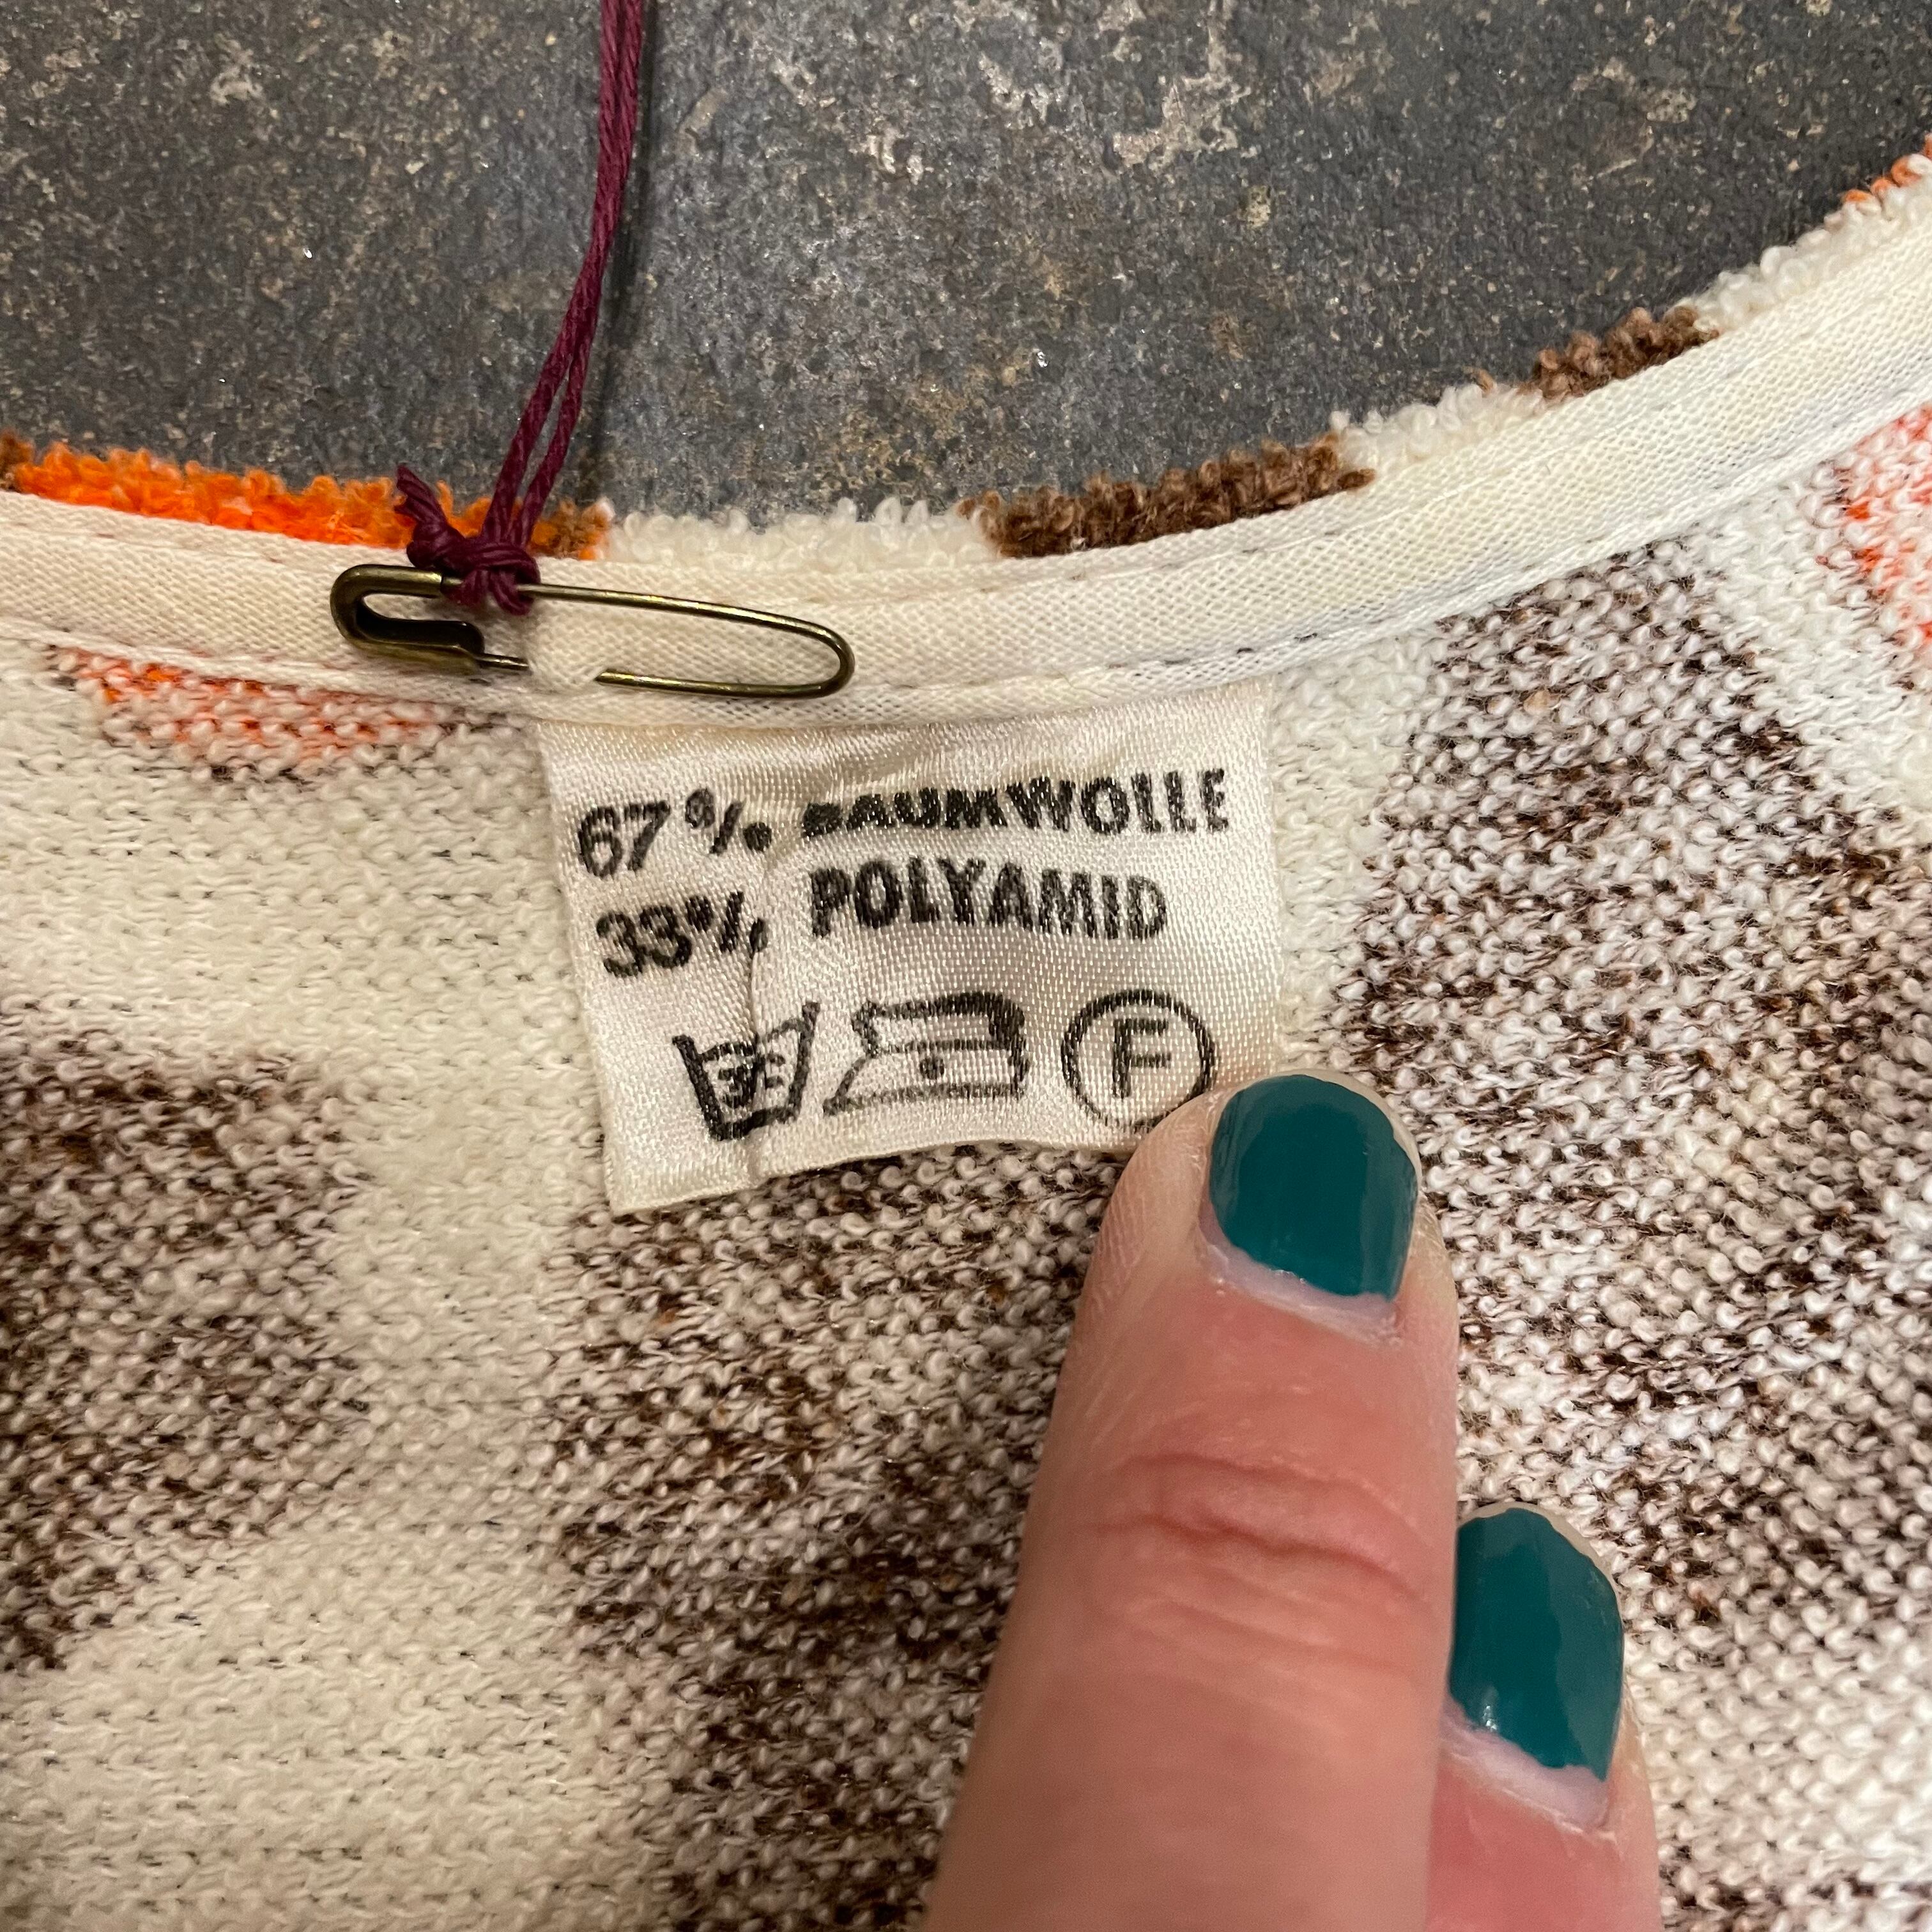 67% BAUMWOLLE
33% POLYAMID
F